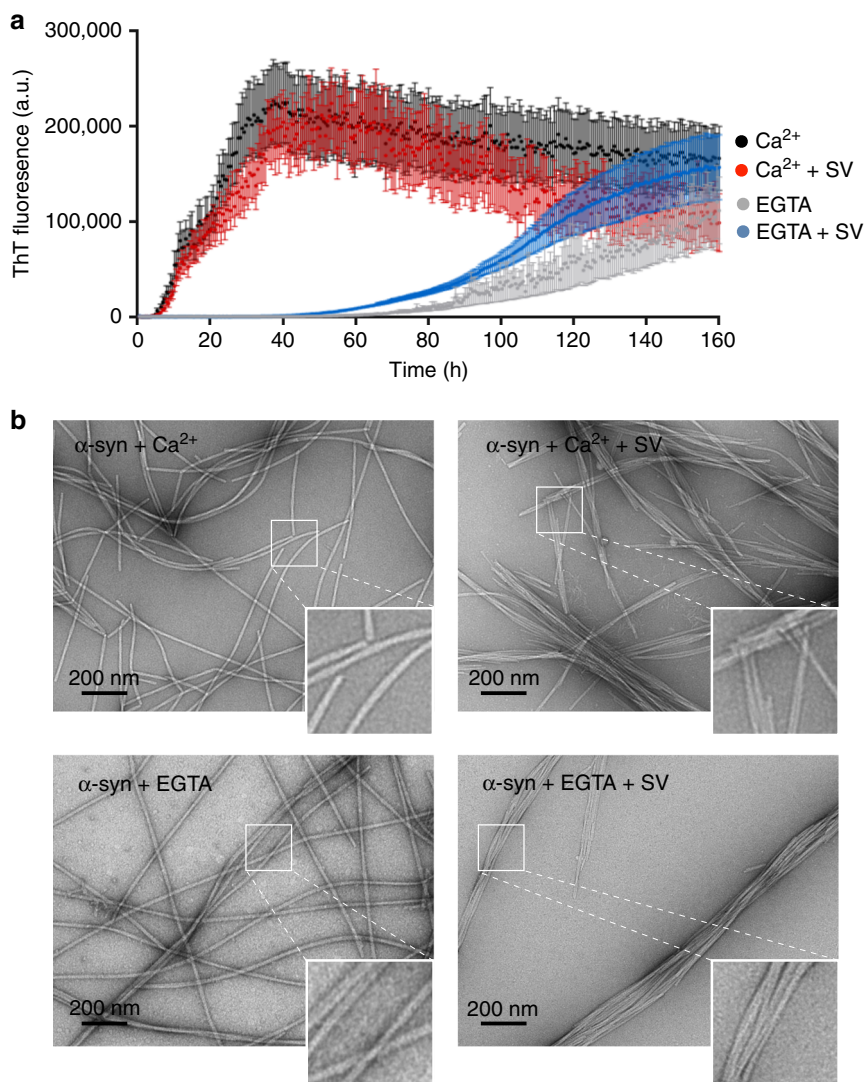 a
300,000
200,000
100,000
0
ThT fluoresence (a.u.)
0 20 40 60 80 100 120 140 160
Time (h)
Ca²⁺
Ca²⁺ + SV
EGTA
EGTA + SV
b
α-syn + Ca²⁺
200 nm
α-syn + Ca²⁺ + SV
200 nm
α-syn + EGTA
200 nm
α-syn + EGTA + SV
200 nm